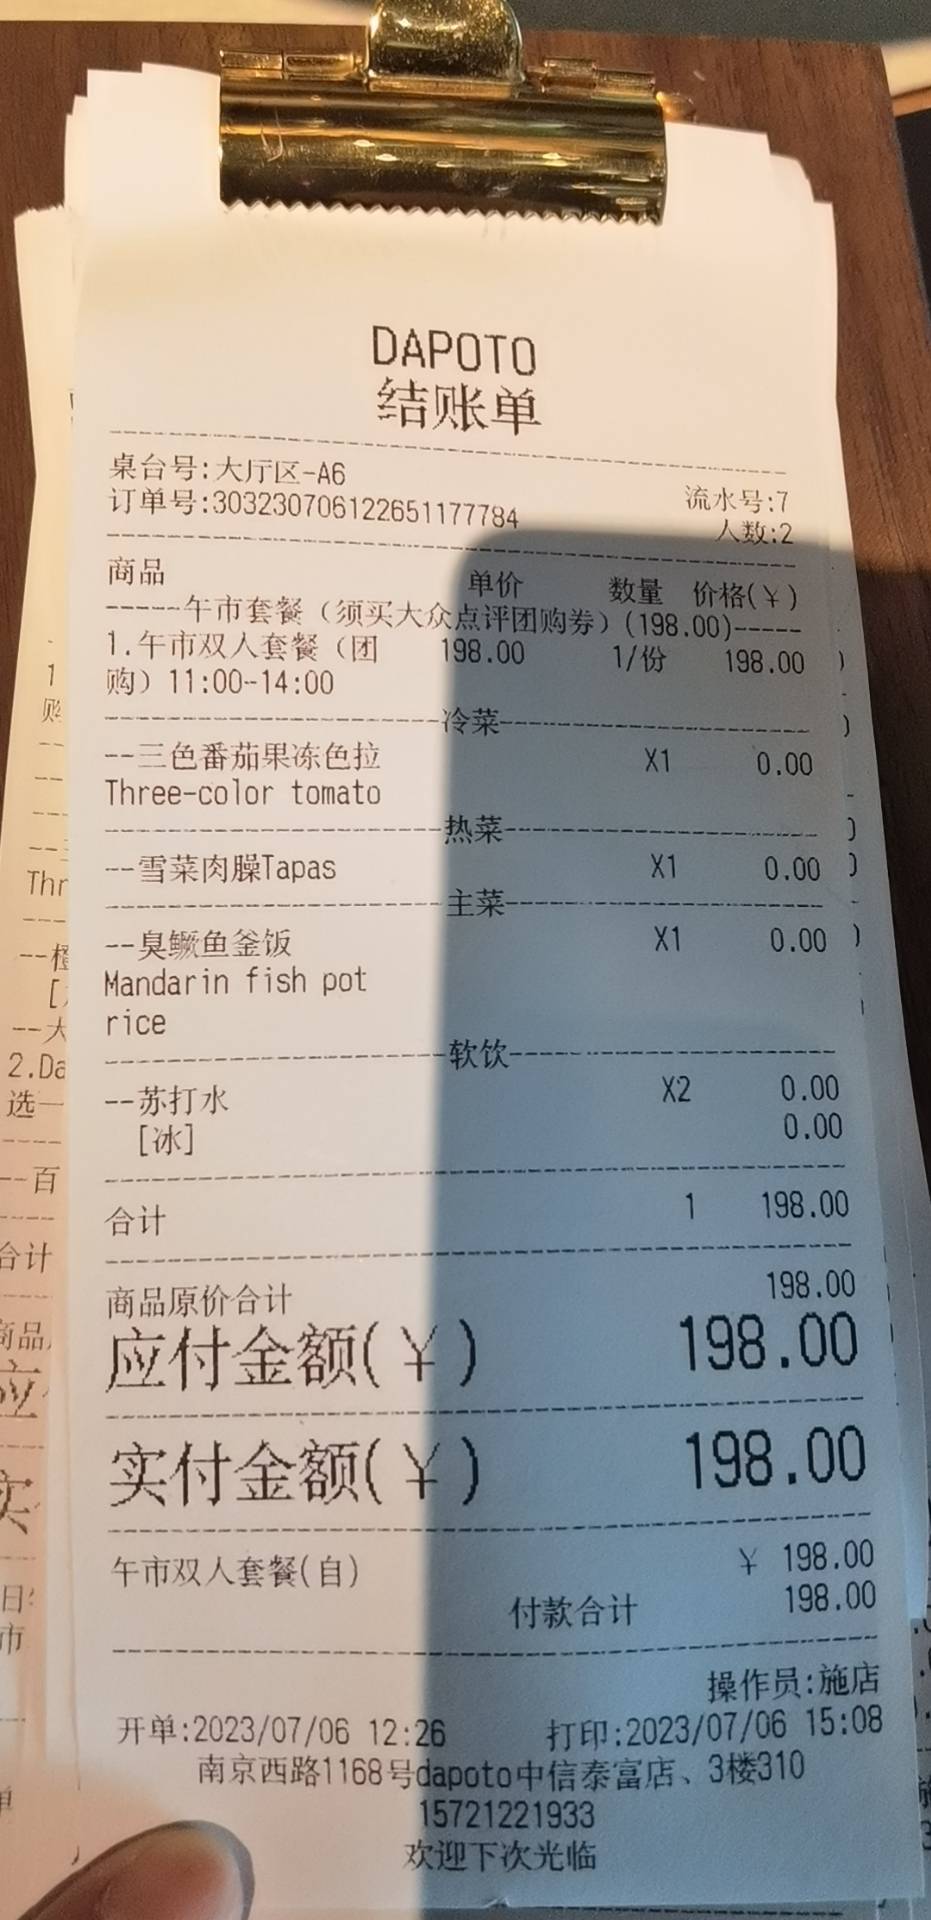 DAPOTO
结账单
桌台号:大厅区-A6
流水号:7
订单号:303230706122651177784
人数:2
商品 单价 数量 价格(¥)
-----午市套餐（须买大众点评团购券）(198.00)-----
1.午市双人套餐（团 198.00 1/份 198.00
购）11:00-14:00
冷菜
--三色番茄果冻色拉 X1 0.00
Three-color tomato
热菜
--雪菜肉臊Tapas X1 0.00
主菜
--臭鳜鱼釜饭 X1 0.00
Mandarin fish pot
rice
软饮
--苏打水 X2 0.00
[冰] 0.00
合计 1 198.00
商品原价合计 198.00
应付金额(¥) 198.00
实付金额(¥) 198.00
午市双人套餐(自) ¥ 198.00
付款合计 198.00
操作员:施店
开单:2023/07/06 12:26 打印:2023/07/06 15:08
南京西路1168号dapoto中信泰富店、3楼310
15721221933
欢迎下次光临